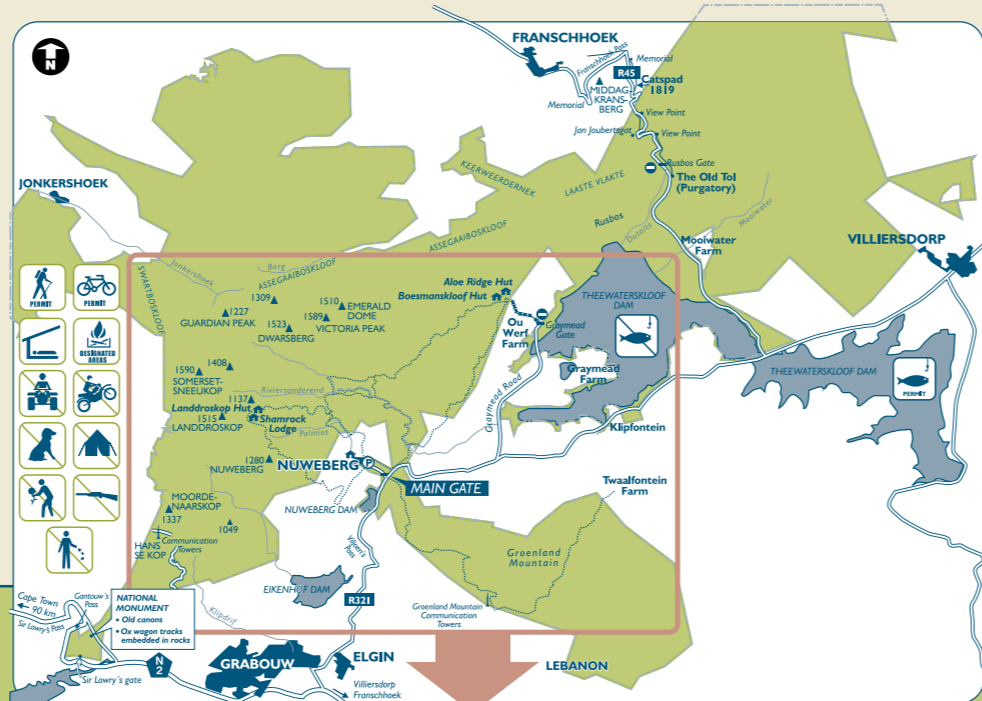 N
FRANSCHHOEK
Franschhoek Pass
Memorial
R45
Catspad
1819
MIDDAG-
KRANS-
BERG
Memorial
View Point
Jan Joubertsgat
View Point
Rusbos Gate
The Old Tol
(Purgatory)
KEERWEERDERNEK
LAASTE VLAKTE
JONKERSHOEK
Rusbos
Dutoits
Mooiwater
Mooiwater
Farm
VILLIERSDORP
ASSEGAAIBOSKLOOF
SWARTBOSKLOOF
Jonkershoek
Berg
ASSEGAAIBOSKLOOF
Aloe Ridge Hut
Boesmanskloof Hut
THEEWATERSKLOOF
DAM
PERMIT
PERMIT
1309
1510
EMERALD
DOME
1227
GUARDIAN PEAK
1589
VICTORIA PEAK
1523
DWARSBERG
Ou
Werf
Farm
Graymead
Gate
DESIGNATED
AREAS
1408
1590
SOMERSET-
SNEEUKOP
Graymead
Farm
THEEWATERSKLOOF DAM
PERMIT
Riviersonderend
1137
Landdroskop Hut
1515
LANDDROSKOP
Shamrock
Lodge
Palmiet
Graymead Road
Klipfontein
1280
NUWEBERG
NUWEBERG
P
MAIN GATE
Twaalfontein
Farm
MOORDE-
NAARSKOP
1337
1049
NUWEBERG DAM
HANS
SE KOP
Communication
Towers
Viljoen's
Pass
Groenland
Mountain
EIKENHOF DAM
R321
Groenland Mountain
Communication
Towers
Klipdrif
Cape Town
90 km
Gantouw's
Pass
Sir Lowry's Pass
NATIONAL
MONUMENT
• Old canons
• Ox wagon tracks
embedded in rocks
N
2
Sir Lowry's gate
GRABOUW
ELGIN
LEBANON
Villiersdorp
Franschhoek